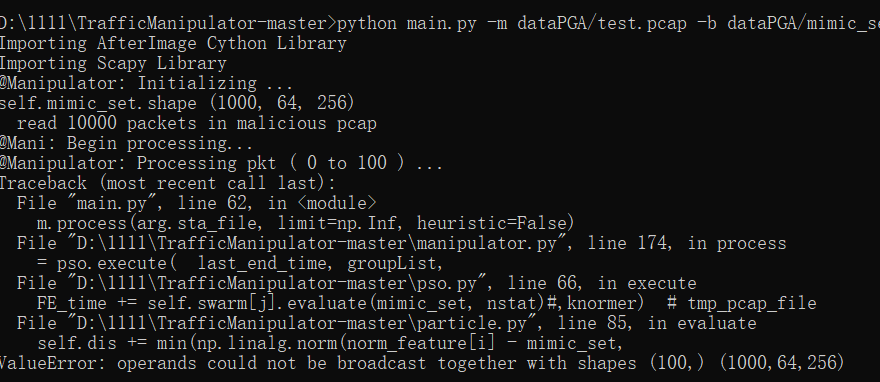 D:\1111\TrafficManipulator-master>python main.py -m dataPGA/test.pcap -b dataPGA/mimic_se
Importing AfterImage Cython Library
Importing Scapy Library
@Manipulator: Initializing ...
self.mimic_set.shape (1000, 64, 256)
  read 10000 packets in malicious pcap
@Mani: Begin processing...
@Manipulator: Processing pkt ( 0 to 100 ) ...
Traceback (most recent call last):
  File "main.py", line 62, in <module>
    m.process(arg.sta_file, limit=np.Inf, heuristic=False)
  File "D:\1111\TrafficManipulator-master\manipulator.py", line 174, in process
    = pso.execute(  last_end_time, groupList,
  File "D:\1111\TrafficManipulator-master\pso.py", line 66, in execute
    FE_time += self.swarm[j].evaluate(mimic_set, nstat)#,knormer)  # tmp_pcap_file
  File "D:\1111\TrafficManipulator-master\particle.py", line 85, in evaluate
    self.dis += min(np.linalg.norm(norm_feature[i] - mimic_set,
ValueError: operands could not be broadcast together with shapes (100,) (1000,64,256)